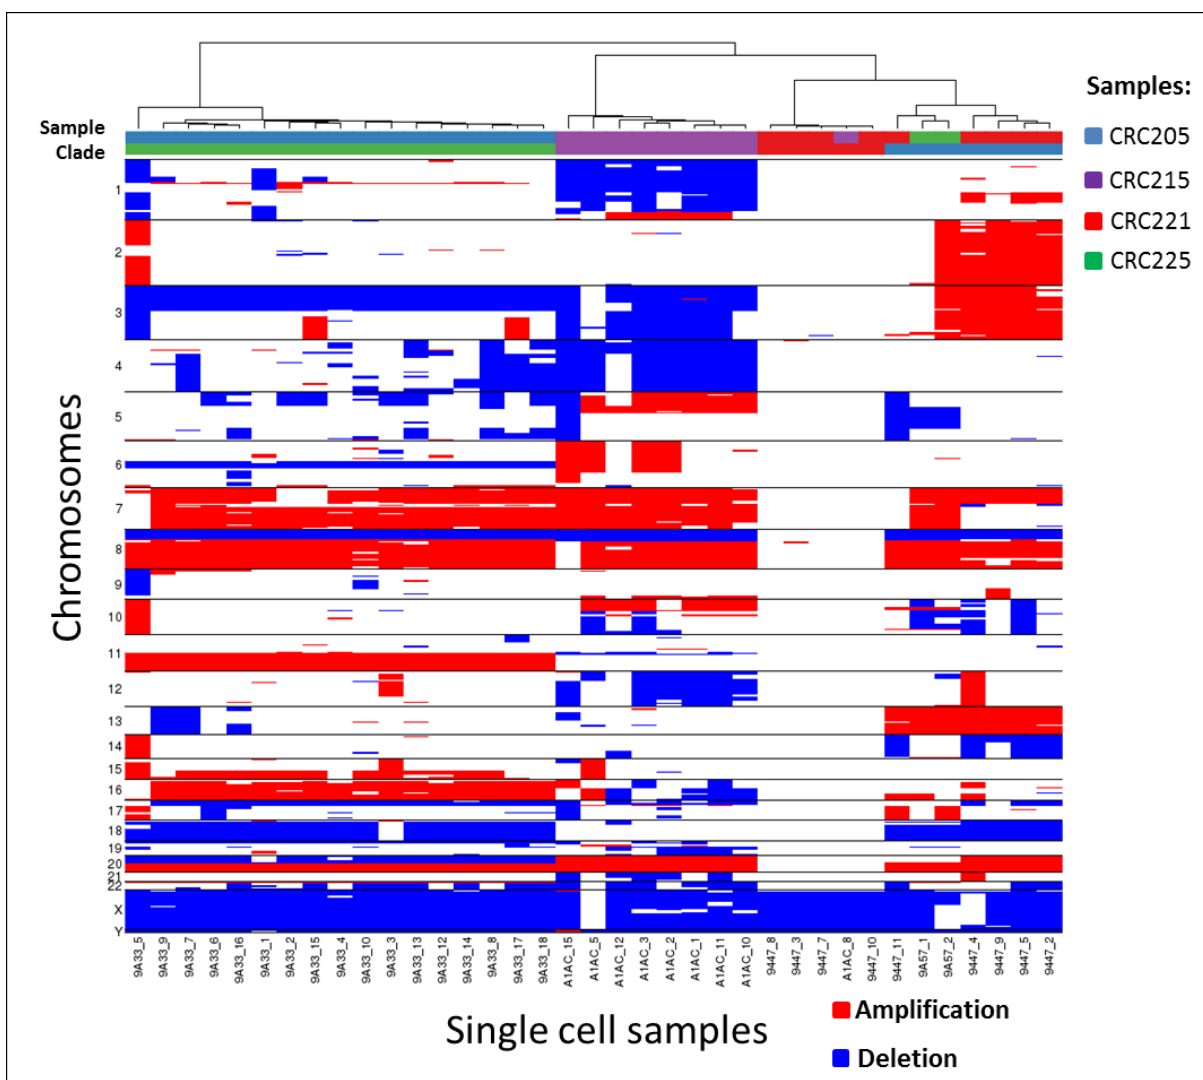 Samples:
Sample
Clade
CRC205
CRC215
CRC221
CRC225
Chromosomes
1
2
3
4
5
6
7
8
9
10
11
12
13
14
15
16
17
18
19
20
21
22
X
Y
9A33_5
9A33_9
9A33_7
9A33_6
9A33_16
9A33_1
9A33_2
9A33_15
9A33_4
9A33_10
9A33_3
9A33_13
9A33_12
9A33_14
9A33_8
9A33_17
9A33_18
A1AC_15
A1AC_5
A1AC_12
A1AC_3
A1AC_2
A1AC_1
A1AC_11
A1AC_10
9447_8
9447_3
9447_7
A1AC_8
9447_10
9447_11
9A57_1
9A57_2
9447_4
9447_9
9447_5
9447_2
Single cell samples
Amplification
Deletion